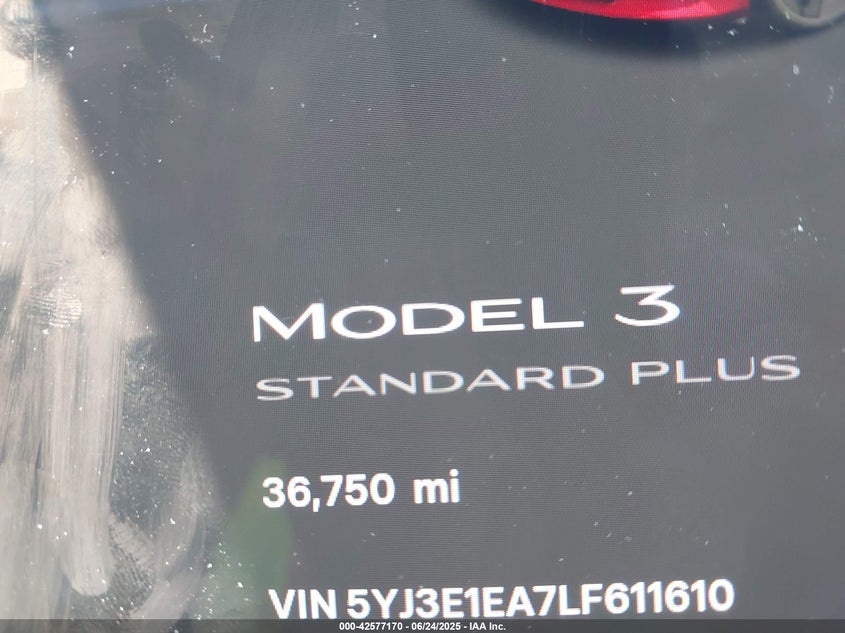 MODEL 3
STANDARD PLUS
36,750 mi
VIN 5YJ3E1EA7LF611610
000-42577170 - 06/24/2025 - IAA Inc.